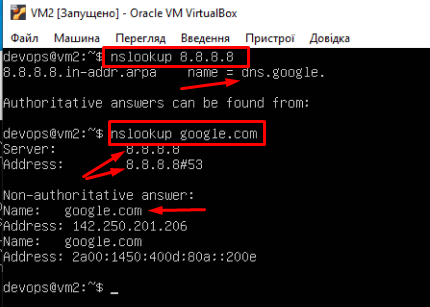 VM2 [Запущено] - Oracle VM VirtualBox
Файл Машина Перегляд Введення Пристрої Довідка
devops@vm2:~$ nslookup 8.8.8.8
8.8.8.8.in-addr.arpa name = dns.google.
Authoritative answers can be found from:
devops@vm2:~$ nslookup google.com
Server: 8.8.8.8
Address: 8.8.8.8#53
Non-authoritative answer:
Name: google.com
Address: 142.250.201.206
Name: google.com
Address: 2a00:1450:400d:80a::200e
devops@vm2:~$ _